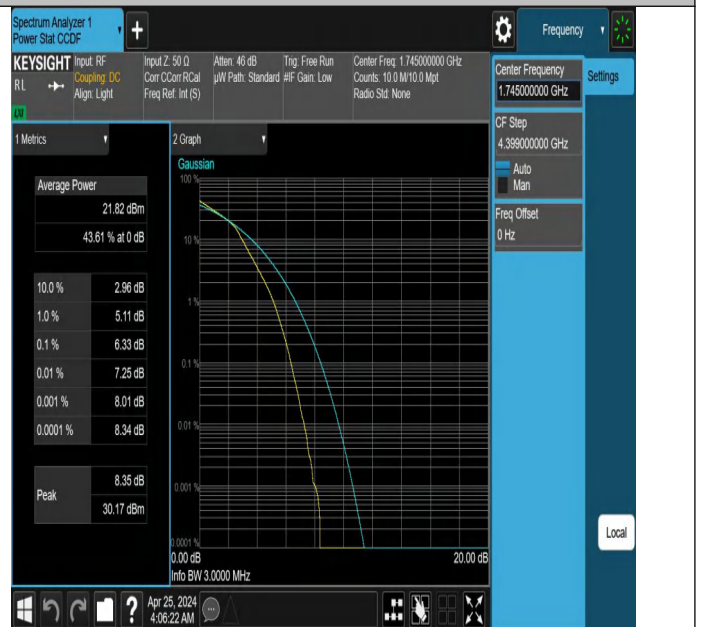 Spectrum Analyzer 1
Power Stat CCDF
+
Frequency
KEYSIGHT
RL
Input: RF
Coupling: DC
Align: Light
Input Z: 50 Ω
Corr CCorr RCal
Freq Ref: Int (S)
Atten: 46 dB
µW Path: Standard
Trig: Free Run
#IF Gain: Low
Center Freq: 1.745000000 GHz
Counts: 10.0 M/10.0 Mpt
Radio Std: None
1 Metrics
Average Power
21.82 dBm
43.61 % at 0 dB
10.0 % 2.96 dB
1.0 % 5.11 dB
0.1 % 6.33 dB
0.01 % 7.25 dB
0.001 % 8.01 dB
0.0001 % 8.34 dB
Peak
8.35 dB
30.17 dBm
2 Graph
Gaussian
100 %
10 %
1 %
0.1 %
0.01 %
0.001 %
0.0001 %
0.00 dB 20.00 dB
Info BW 3.0000 MHz
Center Frequency
1.745000000 GHz
Settings
CF Step
4.399000000 GHz
Auto
Man
Freq Offset
0 Hz
Local
?
Apr 25, 2024
4:06:22 AM